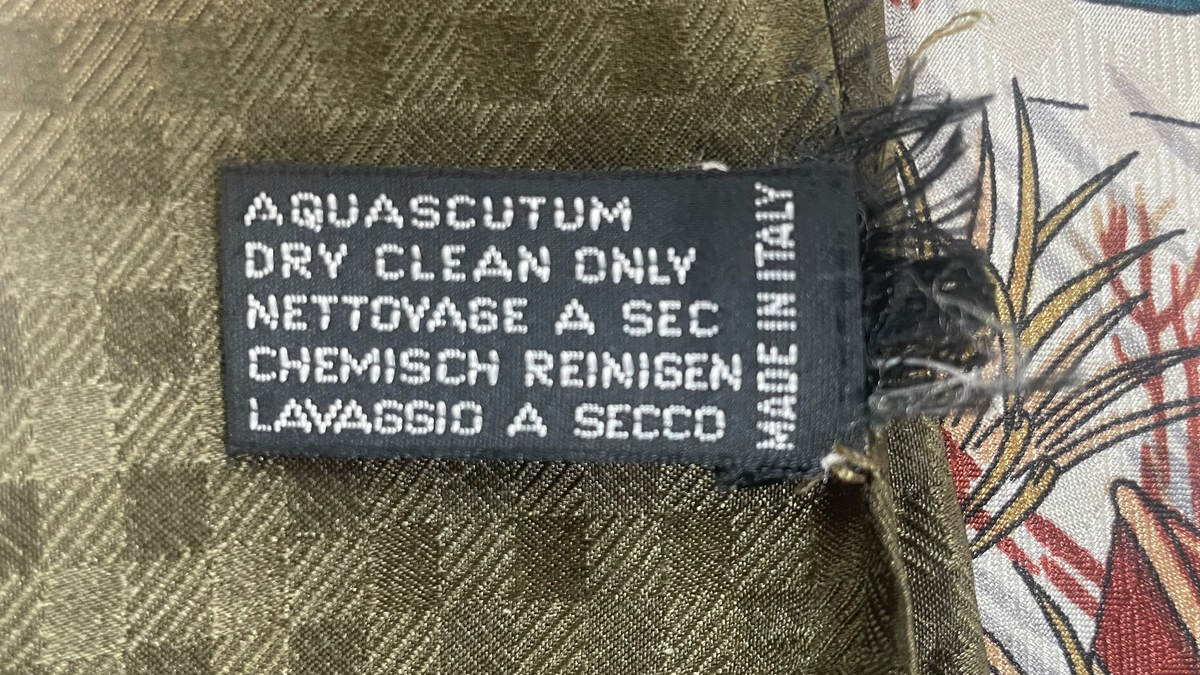 AQUASCUTUM
DRY CLEAN ONLY
NETTOYAGE A SEC
CHEMISCH REINIGEN
LAVAGGIO A SECCO
MADE IN ITALY